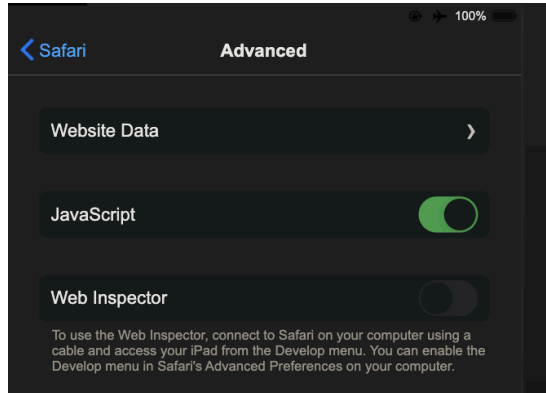 100%
Safari
Advanced
Website Data
JavaScript
Web Inspector
To use the Web Inspector, connect to Safari on your computer using a
cable and access your iPad from the Develop menu. You can enable the
Develop menu in Safari's Advanced Preferences on your computer.